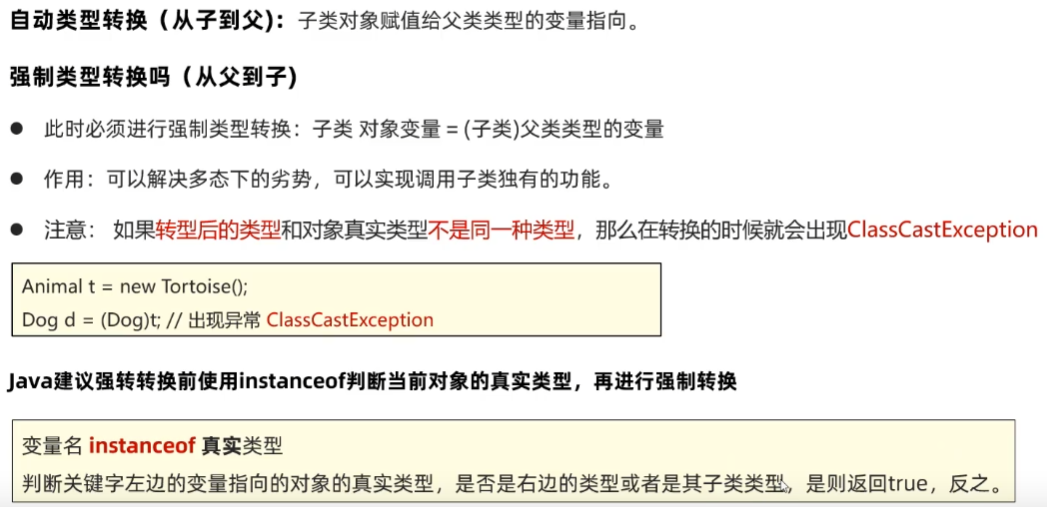 自动类型转换（从子到父）：子类对象赋值给父类类型的变量指向。
强制类型转换吗（从父到子）
● 此时必须进行强制类型转换：子类 对象变量 = (子类)父类类型的变量
● 作用：可以解决多态下的劣势，可以实现调用子类独有的功能。
● 注意： 如果转型后的类型和对象真实类型不是同一种类型，那么在转换的时候就会出现ClassCastException
Animal t = new Tortoise();
Dog d = (Dog)t; // 出现异常 ClassCastException
Java建议强转转换前使用instanceof判断当前对象的真实类型，再进行强制转换
变量名 instanceof 真实类型
判断关键字左边的变量指向的对象的真实类型，是否是右边的类型或者是其子类类型，是则返回true，反之。